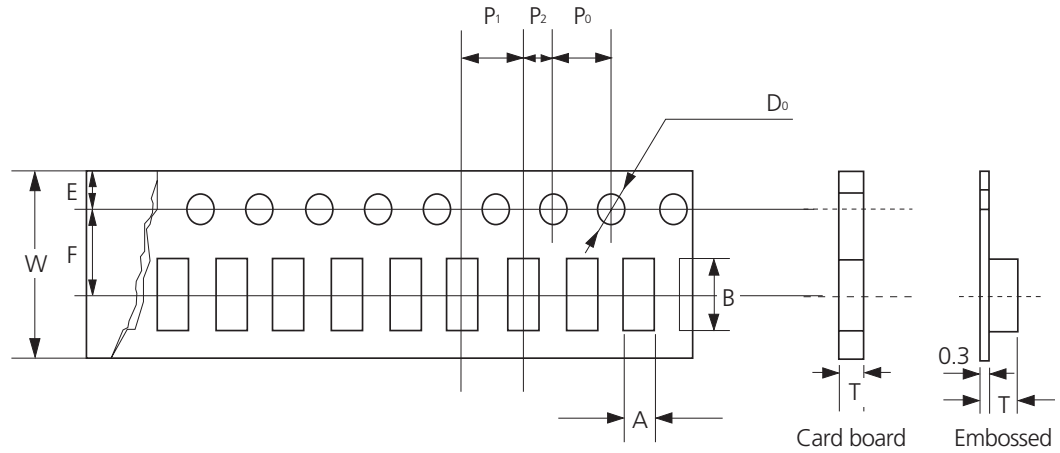 P₁ P₂ P₀
D₀
E
F
W
B
A
0.3
T T
Card board Embossed